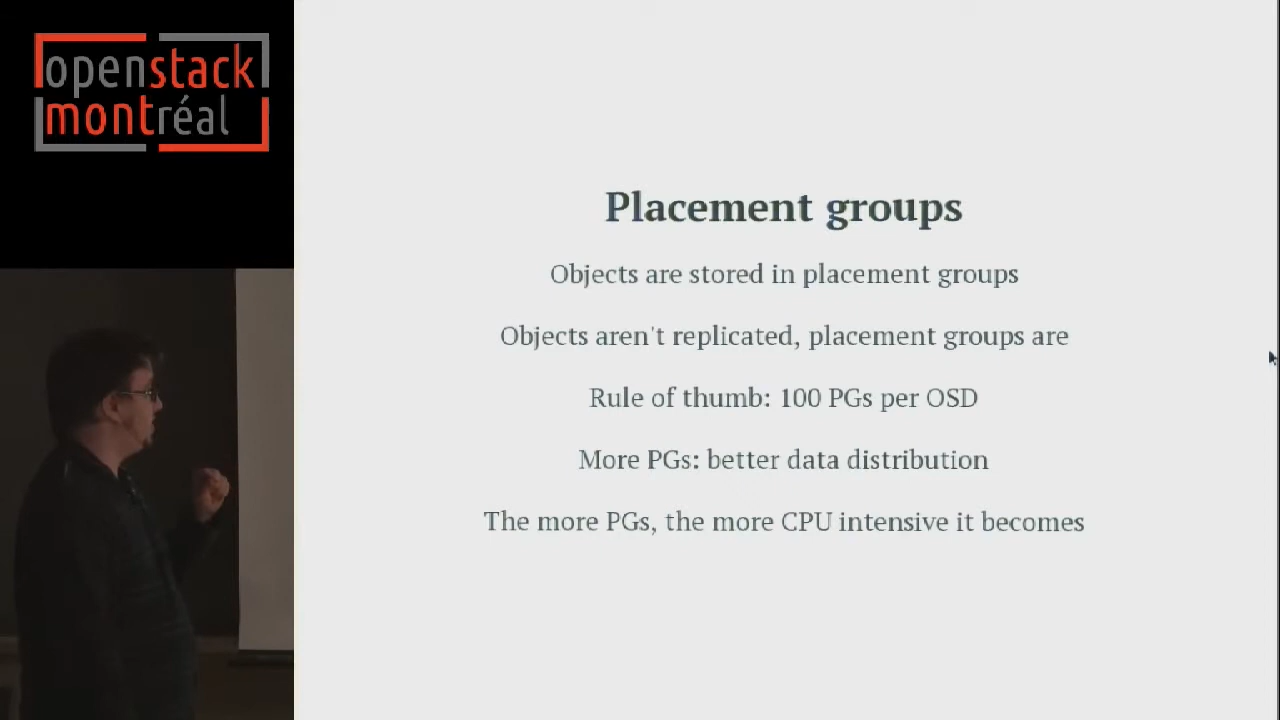 openstack
montréal
Placement groups
Objects are stored in placement groups
Objects aren't replicated, placement groups are
Rule of thumb: 100 PGs per OSD
More PGs: better data distribution
The more PGs, the more CPU intensive it becomes